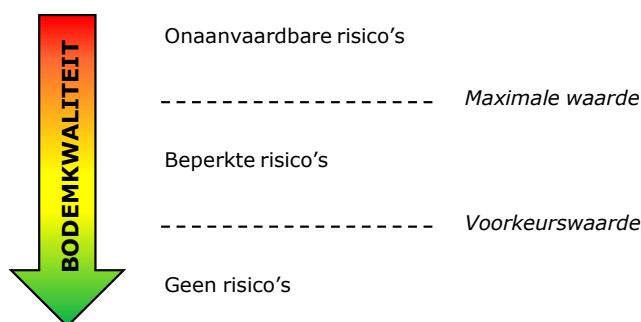 BODEMKWALITEIT
Onaanvaardbare risico's
Maximale waarde
Beperkte risico's
Voorkeurswaarde
Geen risico's